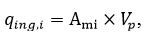 q_{ing,i} = A_{mi} × V_p,